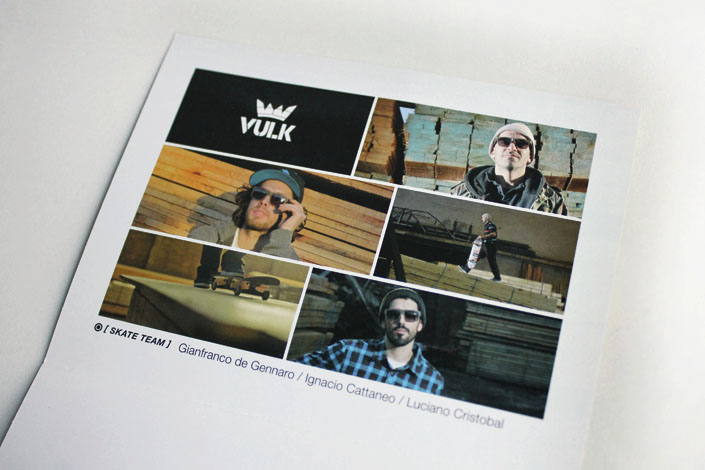 VULK
[ SKATE TEAM ] Gianfranco de Gennaro / Ignacio Cattaneo / Luciano Cristobal